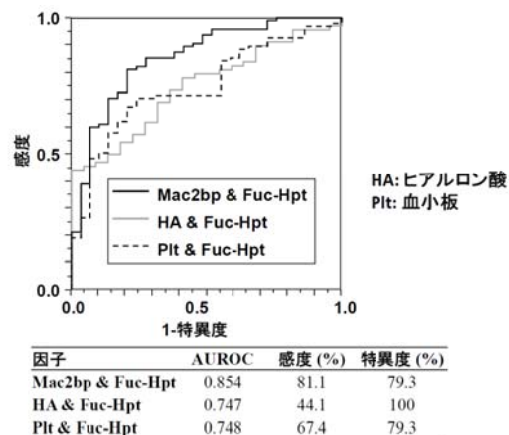 1.0
感度
0.5
Mac2bp & Fuc-Hpt
HA & Fuc-Hpt
Plt & Fuc-Hpt
0.0
0.0
0.5
1.0
1-特異度
HA: ヒアルロン酸
Plt: 血小板
因子 AUROC 感度 (%) 特異度 (%)
Mac2bp & Fuc-Hpt 0.854 81.1 79.3
HA & Fuc-Hpt 0.747 44.1 100
Plt & Fuc-Hpt 0.748 67.4 79.3